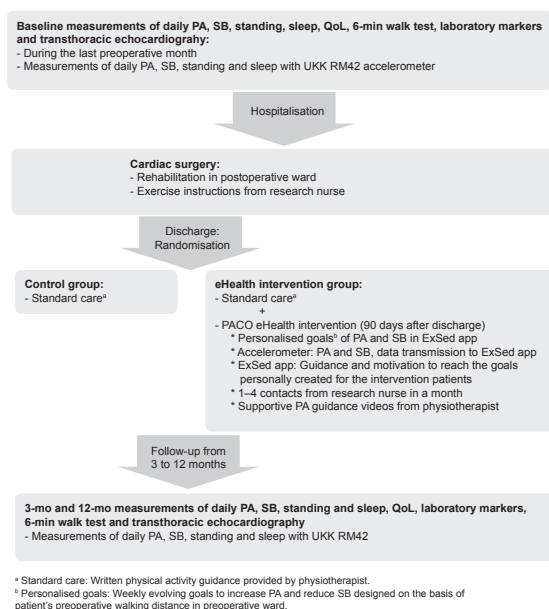 Baseline measurements of daily PA, SB, standing, sleep, QoL, 6-min walk test, laboratory markers
and transthoracic echocardiograhy:
- During the last preoperative month
- Measurements of daily PA, SB, standing and sleep with UKK RM42 accelerometer
Hospitalisation
Cardiac surgery:
- Rehabilitation in postoperative ward
- Exercise instructions from research nurse
Discharge:
Randomisation
Control group:
- Standard careᵃ
eHealth intervention group:
- Standard careᵃ
+
- PACO eHealth intervention (90 days after discharge)
* Personalised goalsᵇ of PA and SB in ExSed app
* Accelerometer: PA and SB, data transmission to ExSed app
* ExSed app: Guidance and motivation to reach the goals
personally created for the intervention patients
* 1–4 contacts from research nurse in a month
* Supportive PA guidance videos from physiotherapist
Follow-up from
3 to 12 months
3-mo and 12-mo measurements of daily PA, SB, standing and sleep, QoL, laboratory markers,
6-min walk test and transthoracic echocardiography
- Measurements of daily PA, SB, standing and sleep with UKK RM42
ᵃ Standard care: Written physical activity guidance provided by physiotherapist.
ᵇ Personalised goals: Weekly evolving goals to increase PA and reduce SB designed on the basis of
patient's preoperative walking distance in preoperative ward.